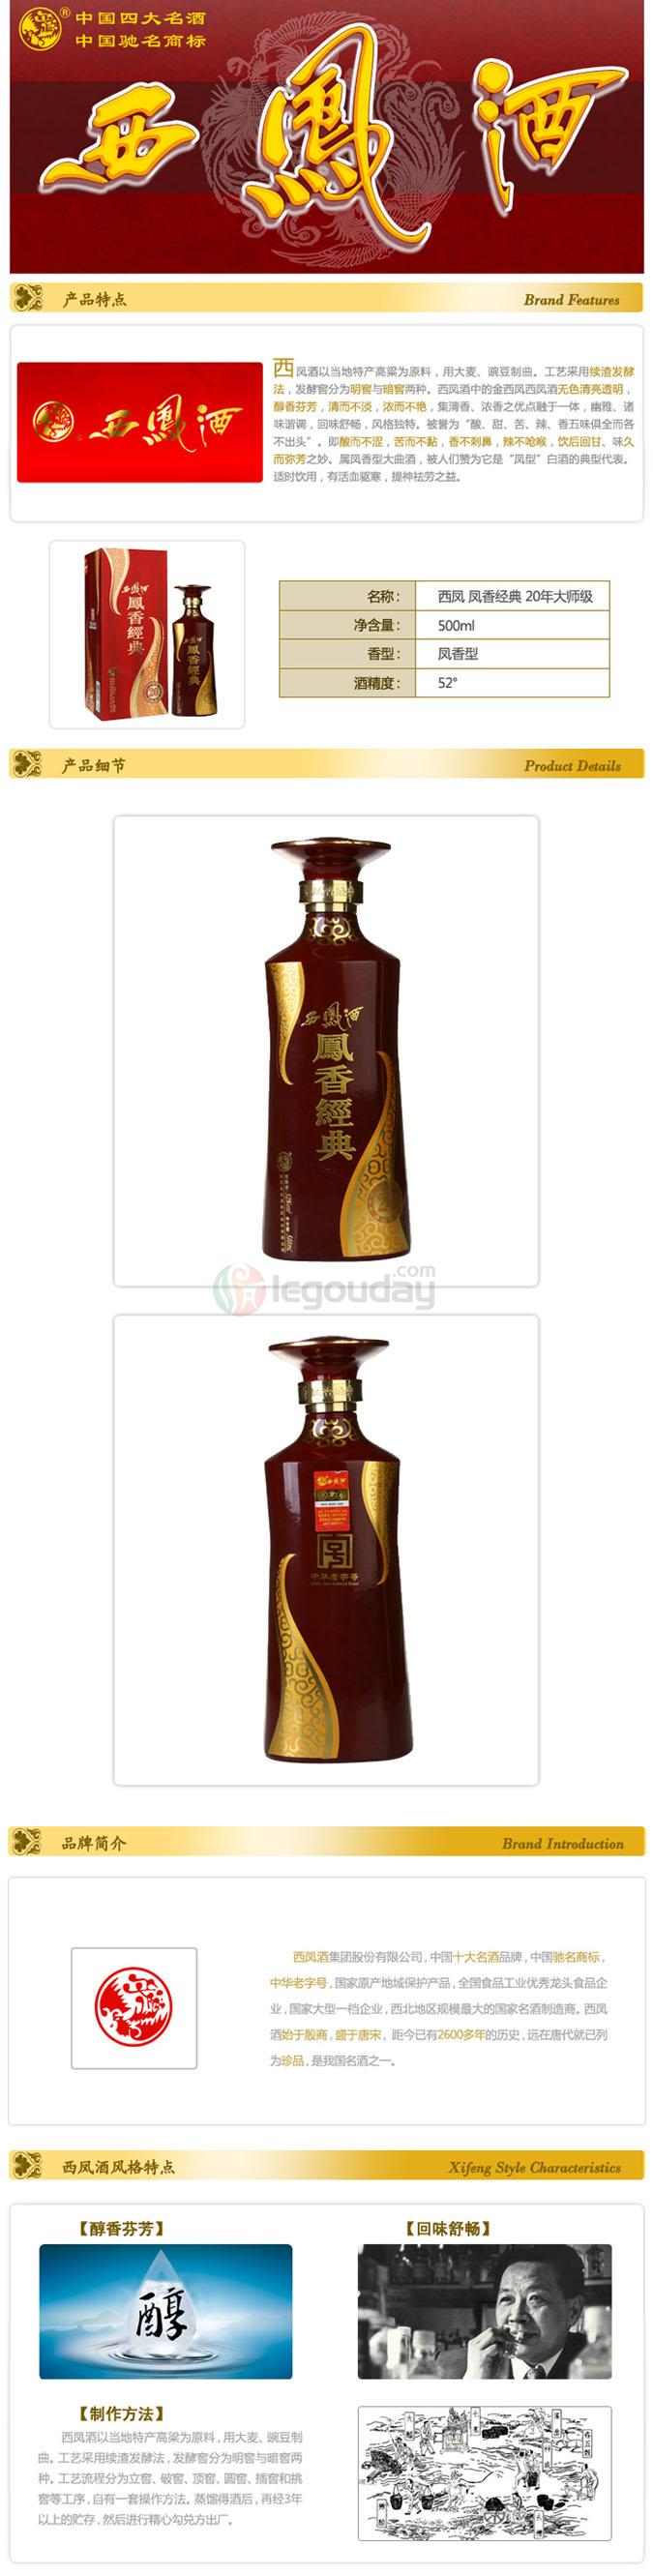 中国四大名酒
中国驰名商标
西鳳酒
产品特点
Brand Features
西鳳酒
西凤酒以当地特产高粱为原料，用大麦、豌豆制曲。工艺采用续渣发酵
法，发酵窖分为明窖与暗窖两种。西凤酒中的金西凤西凤酒无色清亮透明，
醇香芬芳，清而不淡，浓而不艳，集清香、浓香之优点融于一体，幽雅、诸
味谐调，回味舒畅，风格独特。被誉为“酸、甜、苦、辣、香五味俱全而各
不出头”。即酸而不涩，苦而不黏，香不刺鼻，辣不呛喉，饮后回甘、味久
而弥芳之妙。属凤香型大曲酒，被人们赞为它是“凤型”白酒的典型代表。
适时饮用，有活血驱寒，提神祛劳之益。
西鳳酒
鳳香經典
西鳳酒
鳳香經典
名称：
西凤 凤香经典 20年大师级
净含量：
500ml
香型：
凤香型
酒精度：
52°
产品细节
Product Details
西鳳酒
鳳香經典
legouday.com
西鳳酒
中华老字号
品牌简介
Brand Introduction
西凤酒集团股份有限公司，中国十大名酒品牌，中国驰名商标，
中华老字号，国家原产地域保护产品，全国食品工业优秀龙头食品企
业，国家大型一档企业，西北地区规模最大的国家名酒制造商。西凤
酒始于殷商，盛于唐宋，距今已有2600多年的历史，远在唐代就已列
为珍品，是我国名酒之一。
西凤酒风格特点
Xifeng Style Characteristics
【醇香芬芳】
【回味舒畅】
醇
【制作方法】
西凤酒以当地特产高粱为原料，用大麦、豌豆制
曲。工艺采用续渣发酵法，发酵窖分为明窖与暗窖两
种。工艺流程分为立窖、破窖、顶窖、圆窖、插窖和挑
窖等工序，自有一套操作方法。蒸馏得酒后，再经3年
以上的贮存，然后进行精心勾兑方出厂。